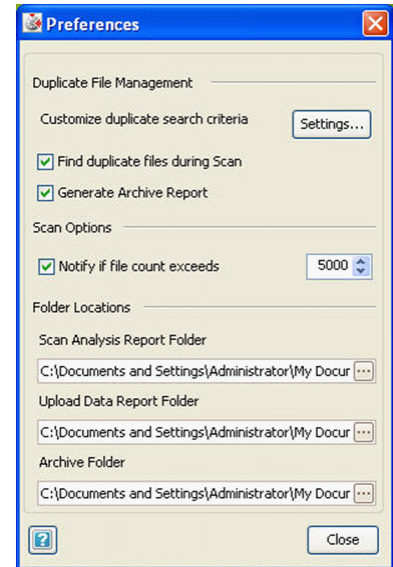 Preferences
Duplicate File Management
Customize duplicate search criteria Settings...
Find duplicate files during Scan
Generate Archive Report
Scan Options
Notify if file count exceeds 5000
Folder Locations
Scan Analysis Report Folder
C:\Documents and Settings\Administrator\My Docur ...
Upload Data Report Folder
C:\Documents and Settings\Administrator\My Docur ...
Archive Folder
C:\Documents and Settings\Administrator\My Docur ...
? Close